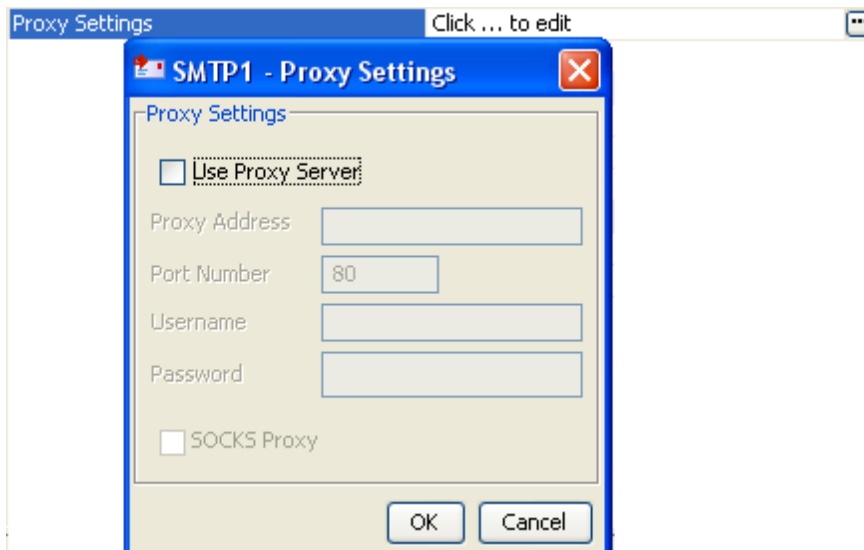 Proxy Settings Click ... to edit ...
SMTP1 - Proxy Settings
Proxy Settings
Use Proxy Server
Proxy Address
Port Number 80
Username
Password
SOCKS Proxy
OK Cancel